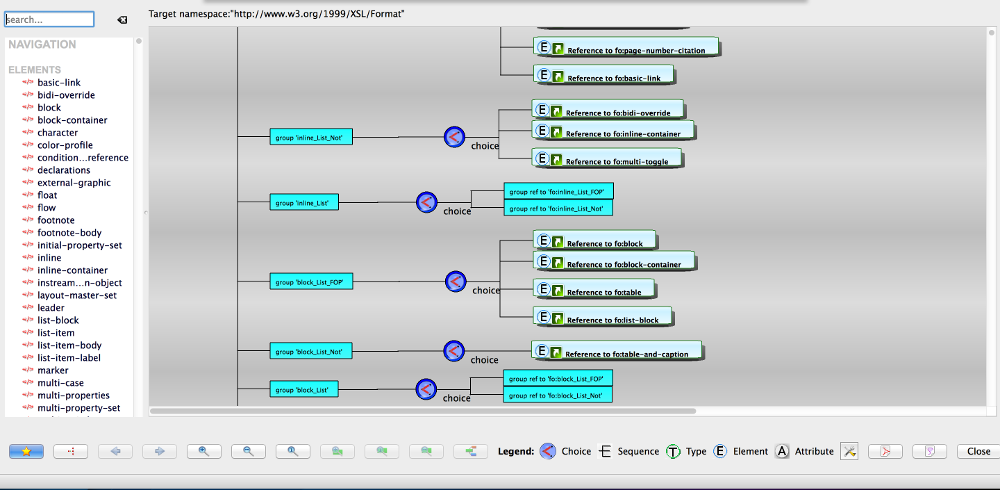 Target namespace:"http://www.w3.org/1999/XSL/Format"
search...
NAVIGATION
ELEMENTS
basic-link
bidi-override
block
block-container
character
color-profile
condition...reference
declarations
external-graphic
float
flow
footnote
footnote-body
initial-property-set
inline
inline-container
instream...n-object
layout-master-set
leader
list-block
list-item
list-item-body
list-item-label
marker
multi-case
multi-properties
multi-property-set
E Reference to fo:page-number-citation
E Reference to fo:basic-link
group 'inline_List_Not'
choice
E Reference to fo:bidi-override
E Reference to fo:inline-container
E Reference to fo:multi-toggle
group 'inline_List'
choice
group ref to 'fo:inline_List_FOP'
group ref to 'fo:inline_List_Not'
group 'block_List_FOP'
choice
E Reference to fo:block
E Reference to fo:block-container
E Reference to fo:table
E Reference to fo:list-block
group 'block_List_Not'
choice
E Reference to fo:table-and-caption
group 'block_List'
choice
group ref to 'fo:block_List_FOP'
group ref to 'fo:block_List_Not'
Legend: Choice Sequence T Type E Element A Attribute Close